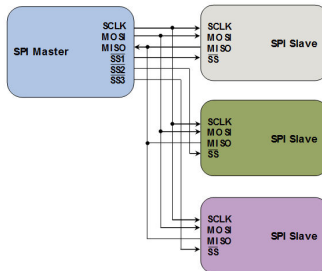 SPI Master
SCLK
MOSI
MISO
SS1
SS2
SS3
SCLK
MOSI
MISO
SS
SPI Slave
SCLK
MOSI
MISO
SS
SPI Slave
SCLK
MOSI
MISO
SS
SPI Slave